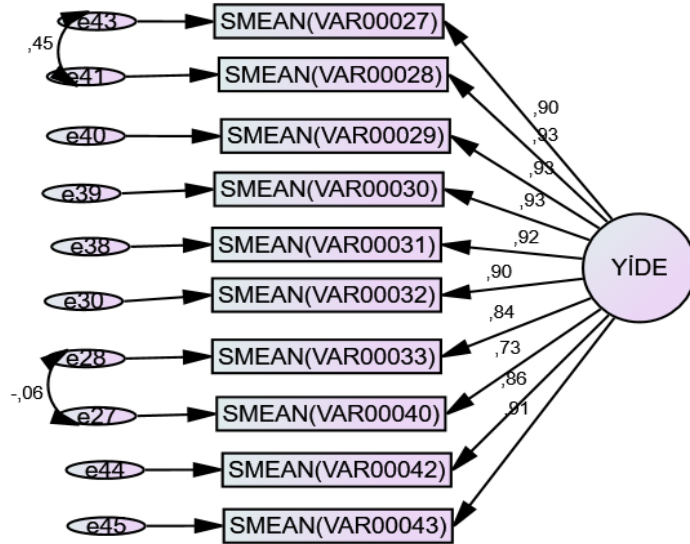 e43 SMEAN(VAR00027)
,45
e41 SMEAN(VAR00028)
,90
,93
e40 SMEAN(VAR00029)
,93
e39 SMEAN(VAR00030)
,93
e38 SMEAN(VAR00031)
,92
YİDE
e30 SMEAN(VAR00032)
,90
,84
e28 SMEAN(VAR00033)
,73
-,06
,86
e27 SMEAN(VAR00040)
,91
e44 SMEAN(VAR00042)
e45 SMEAN(VAR00043)